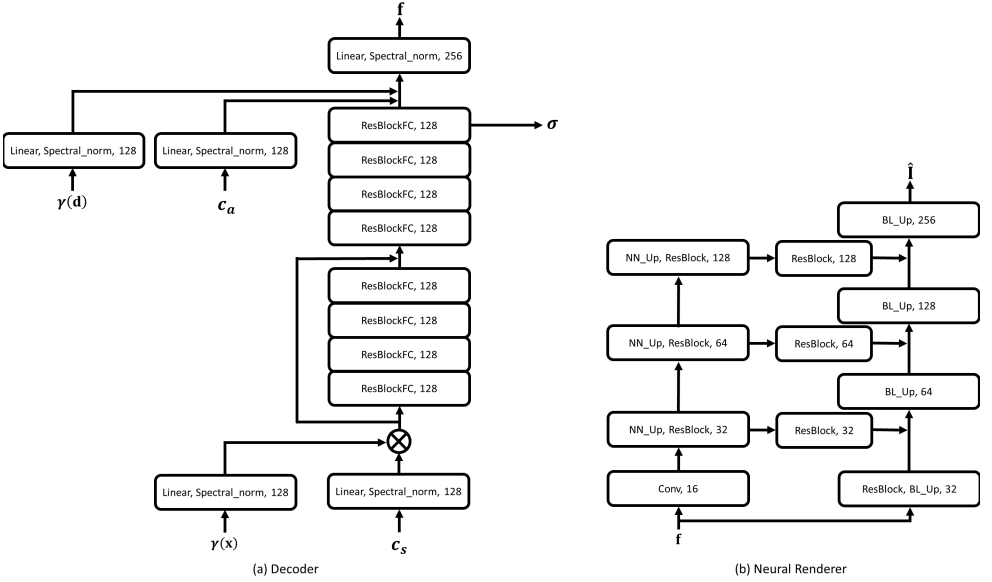 f
Linear, Spectral_norm, 256
ResBlockFC, 128
σ
Linear, Spectral_norm, 128
Linear, Spectral_norm, 128
ResBlockFC, 128
ResBlockFC, 128
ResBlockFC, 128
γ(d)
c_a
ResBlockFC, 128
ResBlockFC, 128
ResBlockFC, 128
ResBlockFC, 128
⊗
Linear, Spectral_norm, 128
Linear, Spectral_norm, 128
γ(x)
c_s
(a) Decoder
Î
BL_Up, 256
NN_Up, ResBlock, 128
ResBlock, 128
BL_Up, 128
NN_Up, ResBlock, 64
ResBlock, 64
BL_Up, 64
NN_Up, ResBlock, 32
ResBlock, 32
Conv, 16
ResBlock, BL_Up, 32
f
(b) Neural Renderer